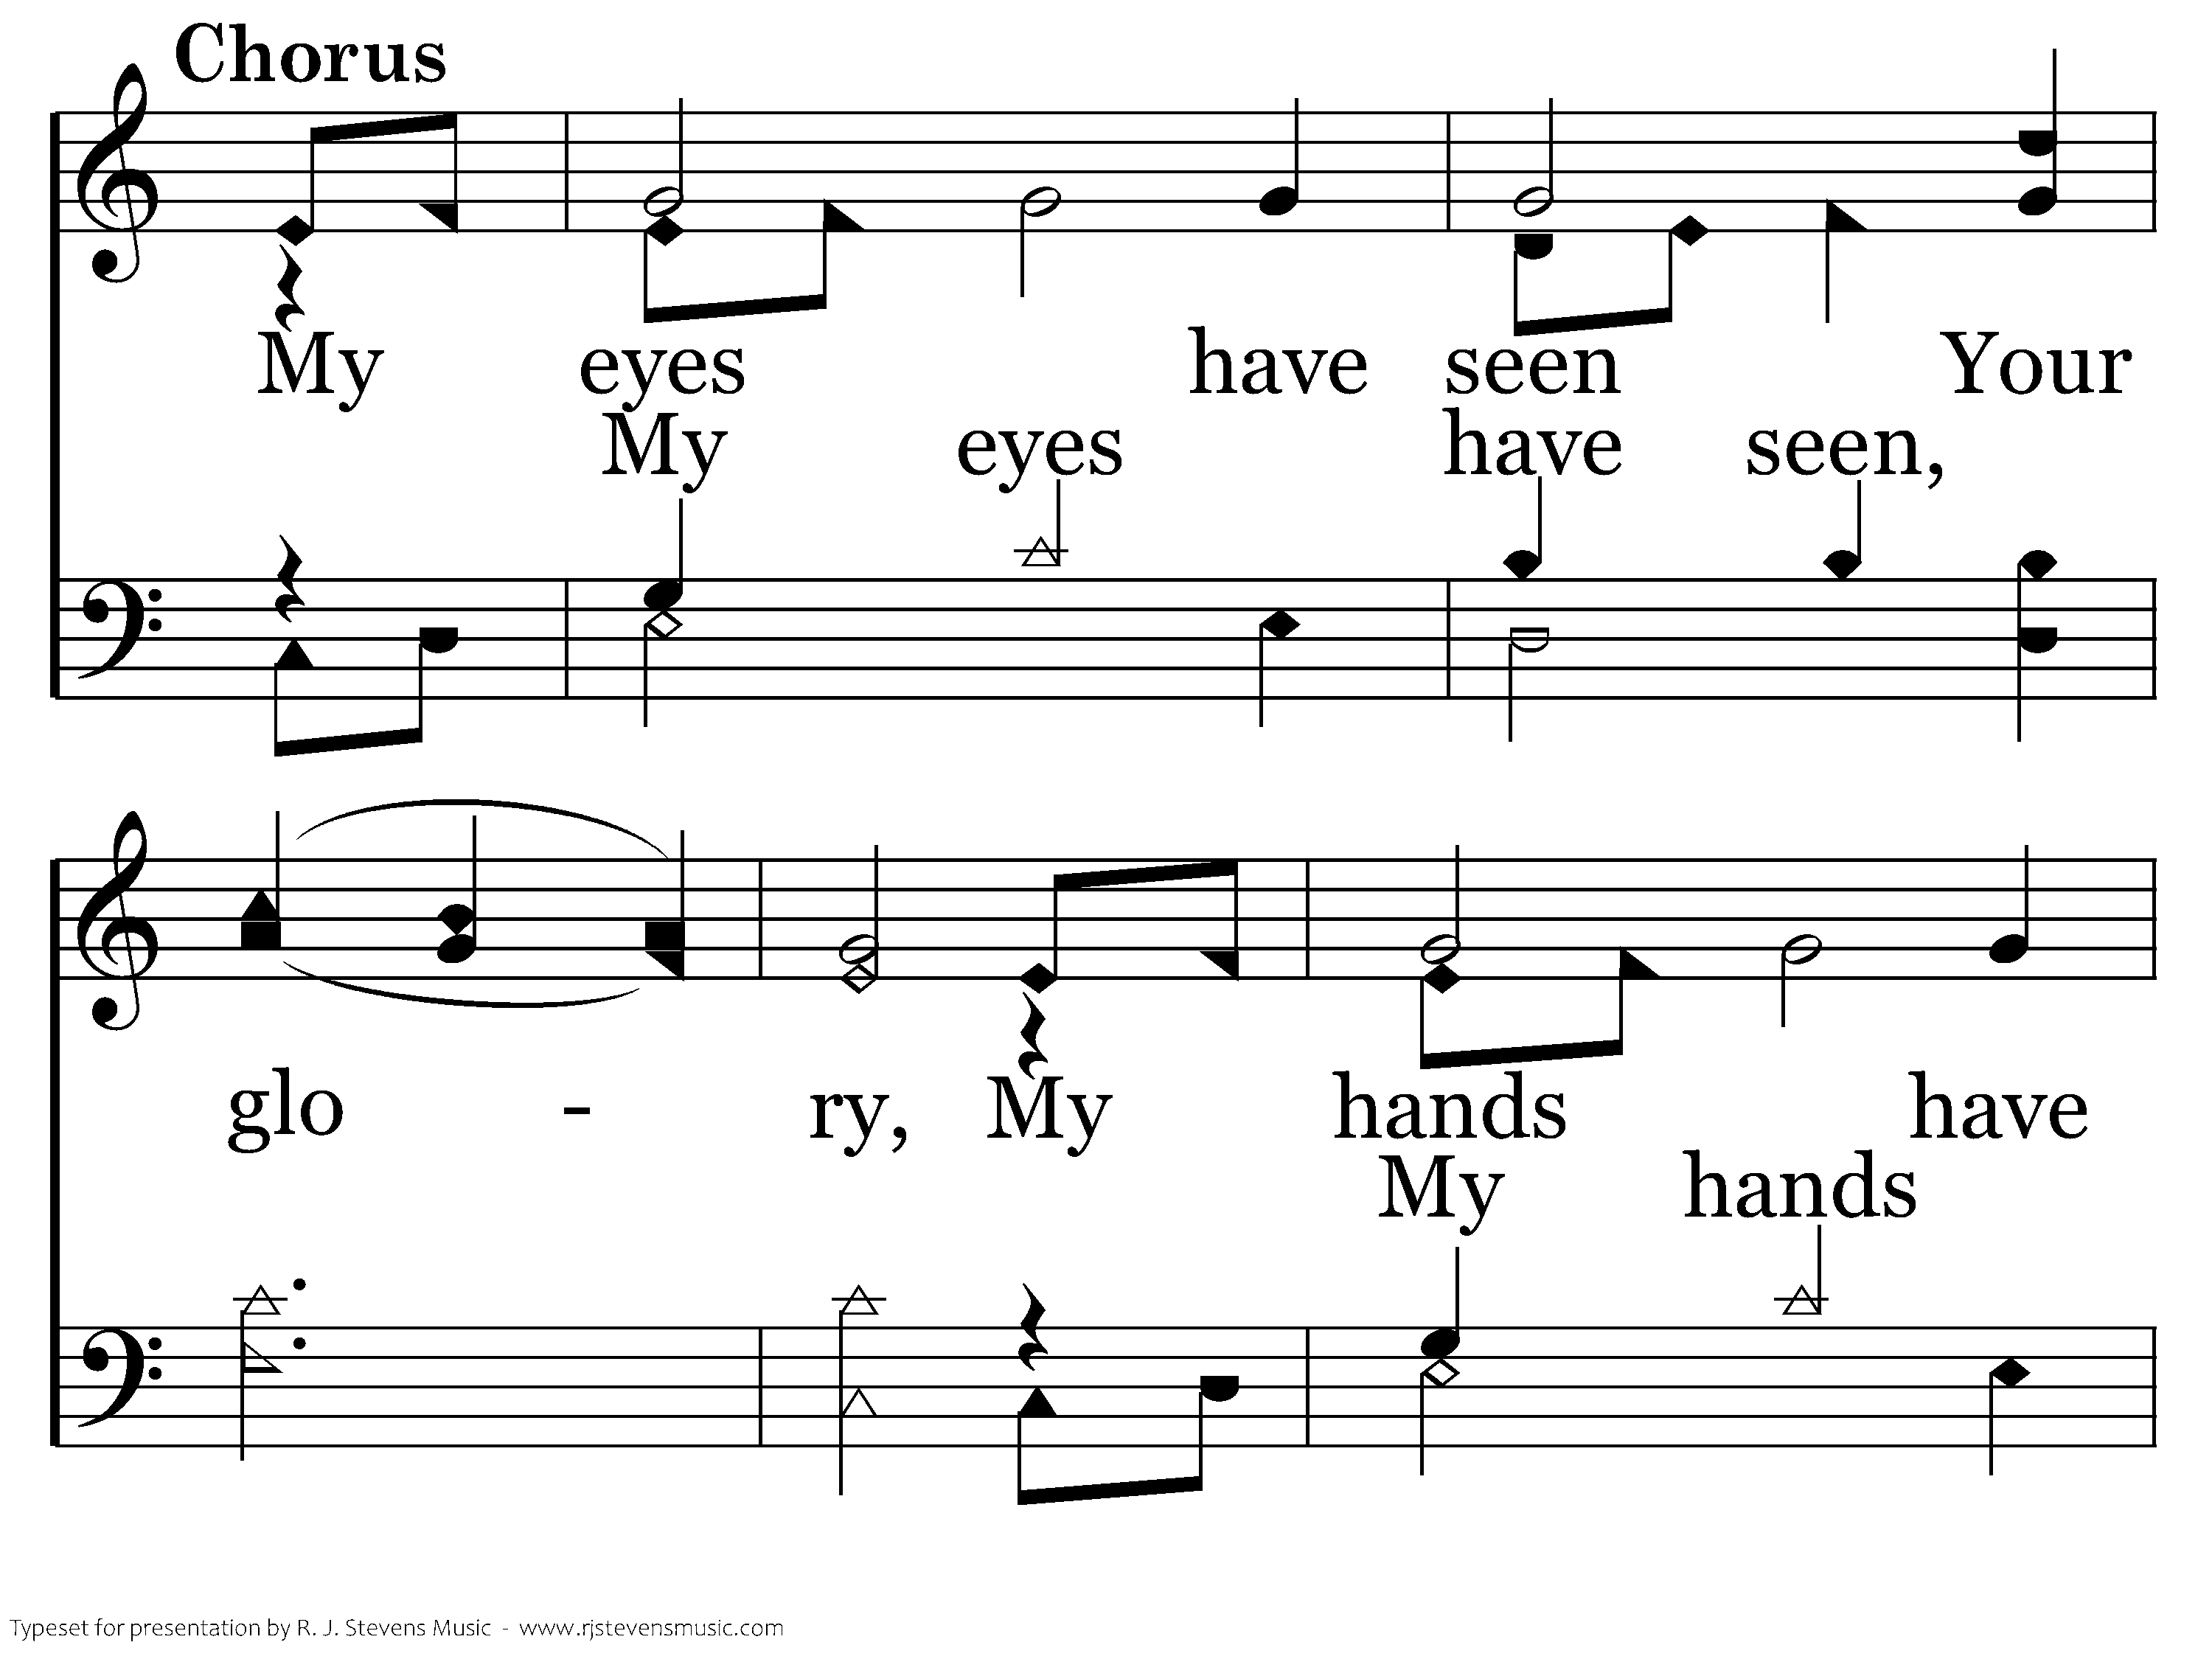 Chorus
My eyes have seen Your
My eyes have seen,
glo - ry, My hands have
My hands
Typeset for presentation by R. J. Stevens Music - www.rjstevensmusic.com